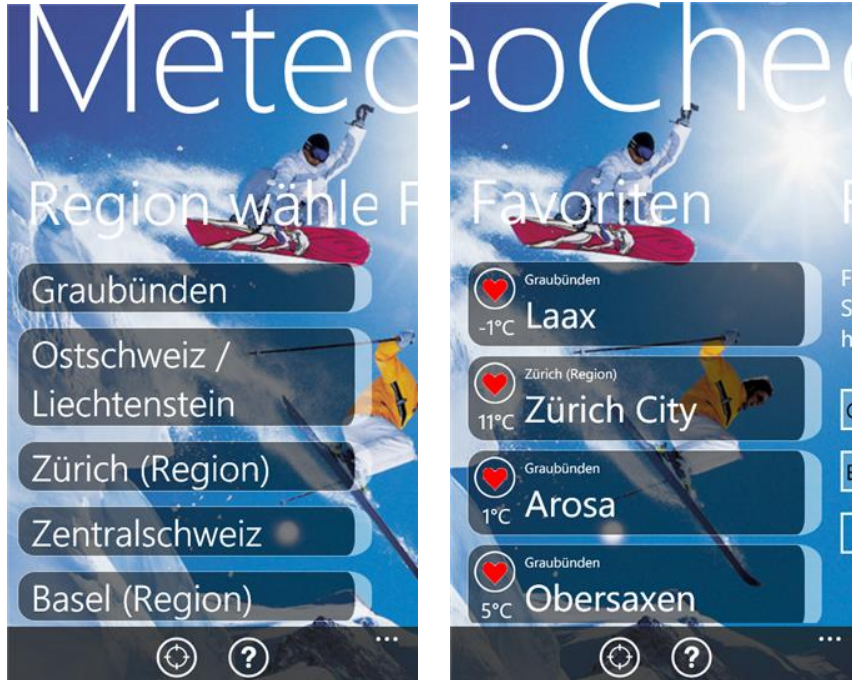 Meteo
Region wähle F
Graubünden
Ostschweiz /
Liechtenstein
Zürich (Region)
Zentralschweiz
Basel (Region)
...
?
eoChe
Favoriten
Graubünden
-1°C Laax
Zürich (Region)
11°C Zürich City
Graubünden
1°C Arosa
Graubünden
5°C Obersaxen
F
S
h
...
?